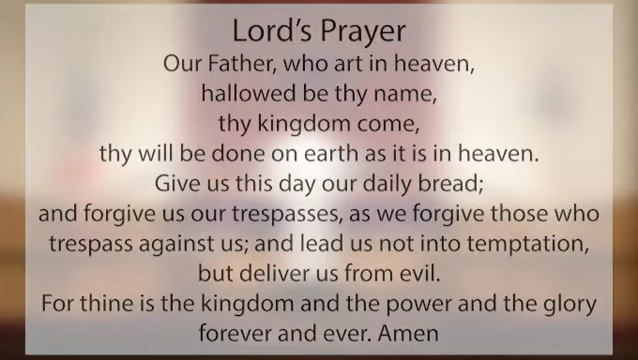 Lord's Prayer
Our Father, who art in heaven,
hallowed be thy name,
thy kingdom come,
thy will be done on earth as it is in heaven.
Give us this day our daily bread;
and forgive us our trespasses, as we forgive those who
trespass against us; and lead us not into temptation,
but deliver us from evil.
For thine is the kingdom and the power and the glory
forever and ever. Amen